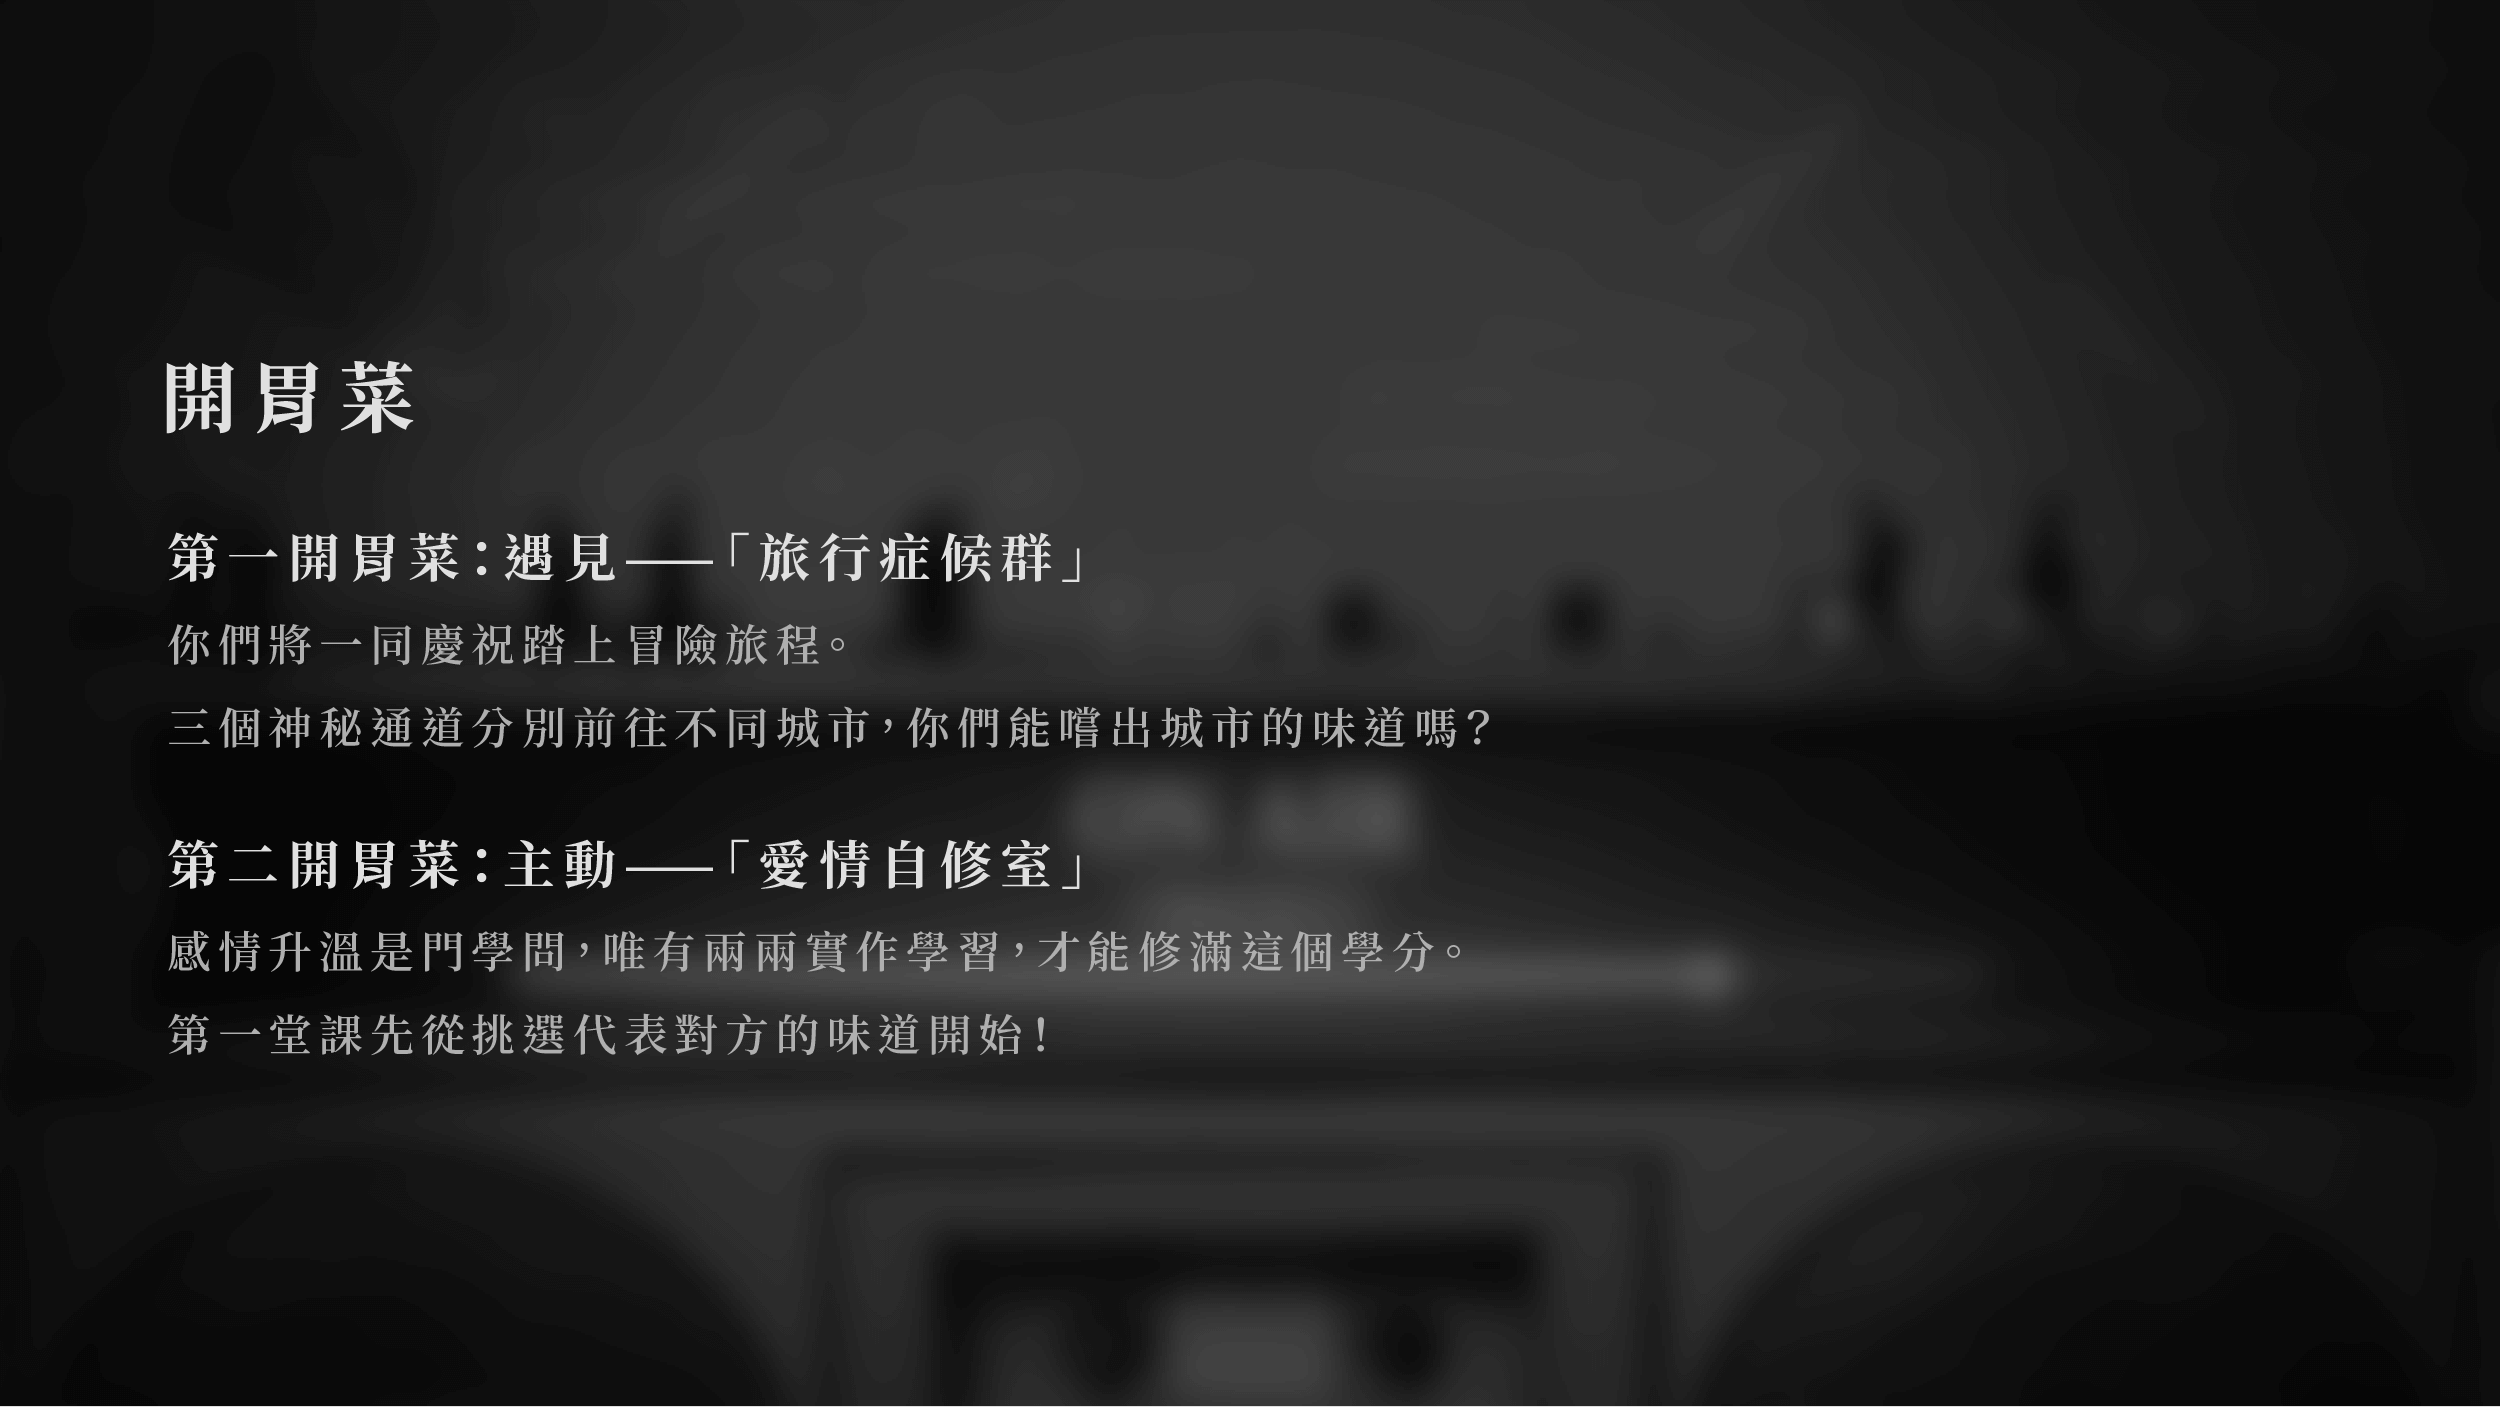 開胃菜
第一開胃菜：遇見——「旅行症候群」
你們將一同慶祝踏上冒險旅程。
三個神秘通道分別前往不同城市，你們能嚐出城市的味道嗎？
第二開胃菜：主動——「愛情自修室」
感情升溫是門學問，唯有兩兩實作學習，才能修滿這個學分。
第一堂課先從挑選代表對方的味道開始！